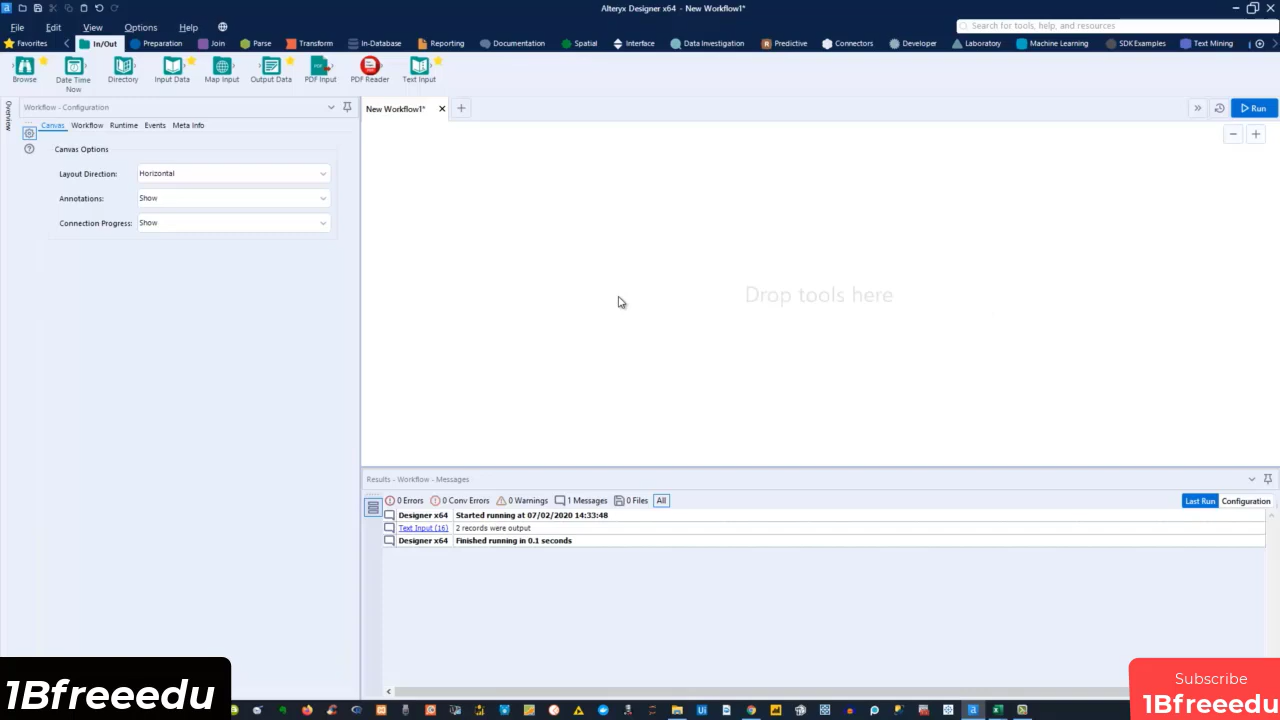 Alteryx Designer x64 - New Workflow1*
File Edit View Options Help
Search for tools, help, and resources
Favorites In/Out Preparation Join Parse Transform In-Database Reporting Documentation Spatial Interface Data Investigation Predictive Connectors Developer Laboratory Machine Learning SDK Examples Text Mining
Browse Date Time Now Directory Input Data Map Input Output Data PDF Input PDF Reader Text Input
Overview
Workflow - Configuration
New Workflow1*
Run
Canvas Workflow Runtime Events Meta Info
Canvas Options
Layout Direction: Horizontal
Annotations: Show
Connection Progress: Show
Drop tools here
Results - Workflow - Messages
0 Errors 0 Conv Errors 0 Warnings 1 Messages 0 Files All
Last Run Configuration
Designer x64 Started running at 07/02/2020 14:33:48
Text Input (16) 2 records were output
Designer x64 Finished running in 0.1 seconds
1Bfreeedu
Subscribe
1Bfreeedu